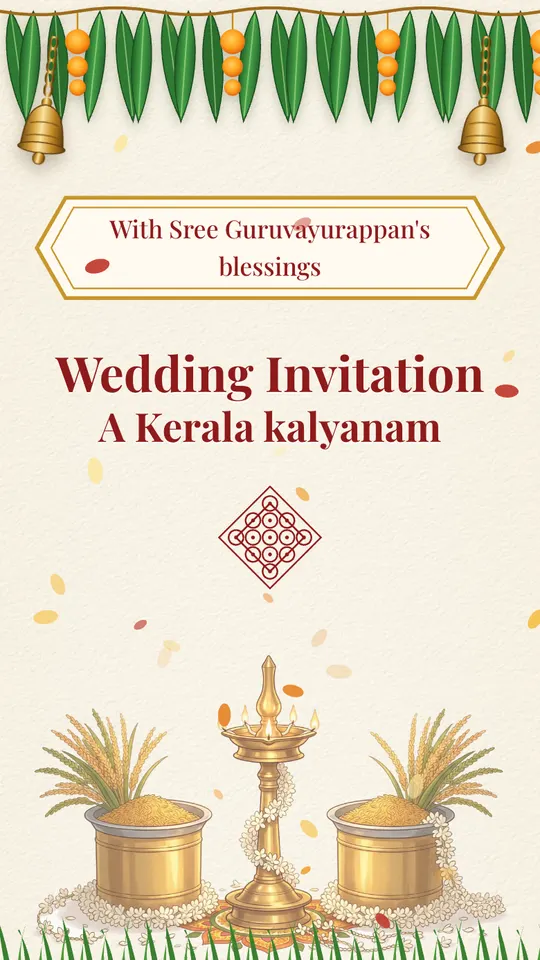 With Sree Guruvayurappan's
blessings
Wedding Invitation
A Kerala kalyanam